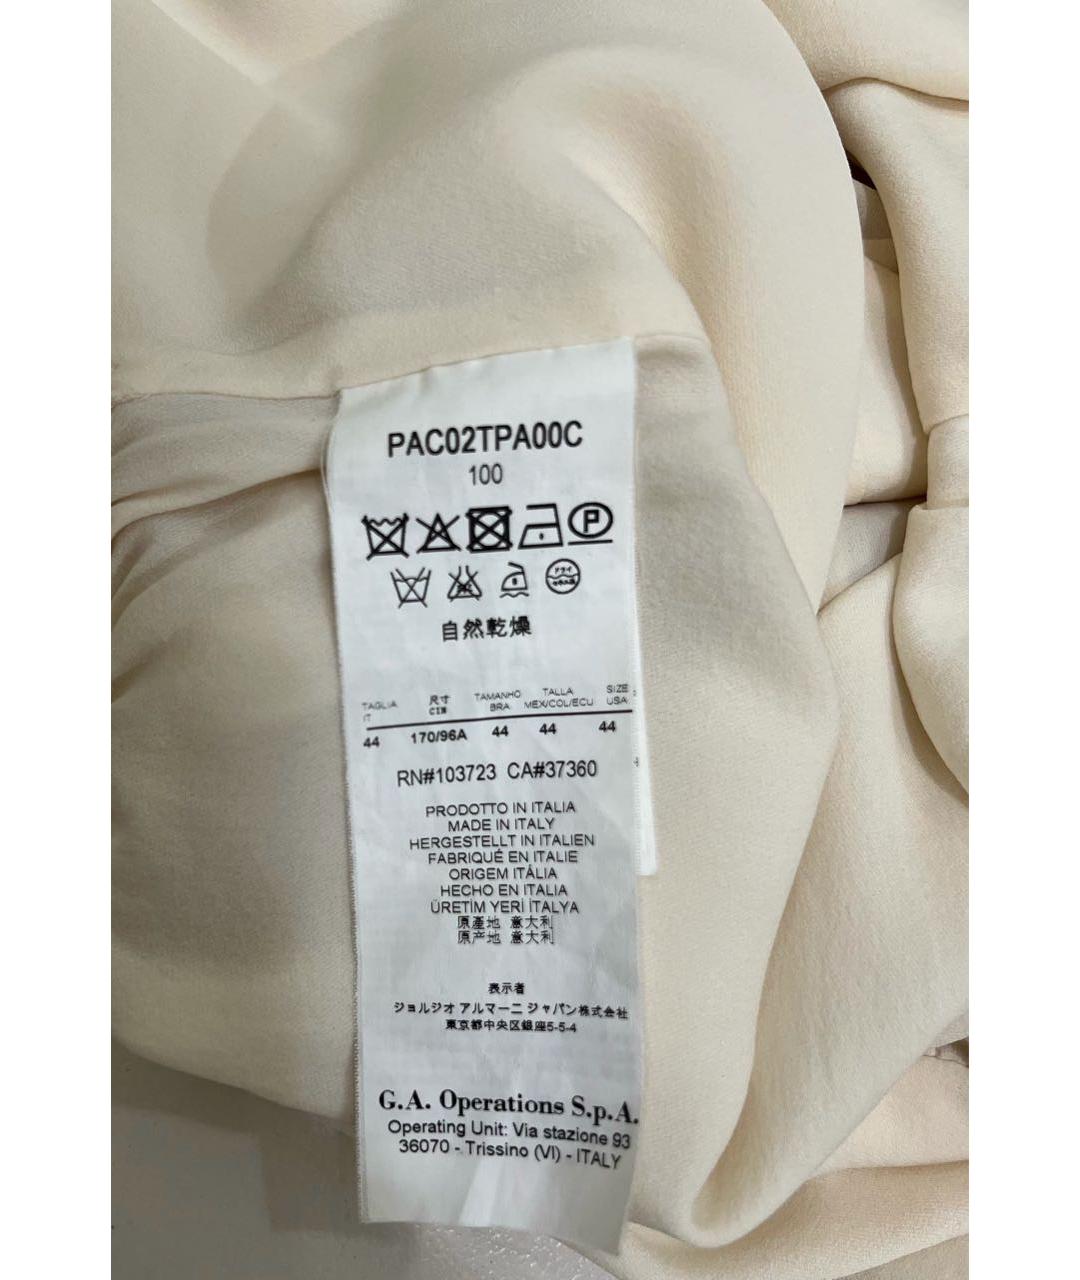 PAC02TPA00C
100
P
ドライ
自然乾燥
TAGLIA IT 尺寸 CIN TAMANHO BRA TALLA MEX/COL/ECU SIZE USA
44 170/96A 44 44 44
RN#103723 CA#37360
PRODOTTO IN ITALIA
MADE IN ITALY
HERGESTELLT IN ITALIEN
FABRIQUÉ EN ITALIE
ORIGEM ITÁLIA
HECHO EN ITALIA
ÜRETİM YERİ İTALYA
原產地 意大利
原产地 意大利
表示者
ジョルジオ アルマーニ ジャパン株式会社
東京都中央区銀座5-5-4
G.A. Operations S.p.A.
Operating Unit: Via stazione 93
36070 - Trissino (VI) - ITALY